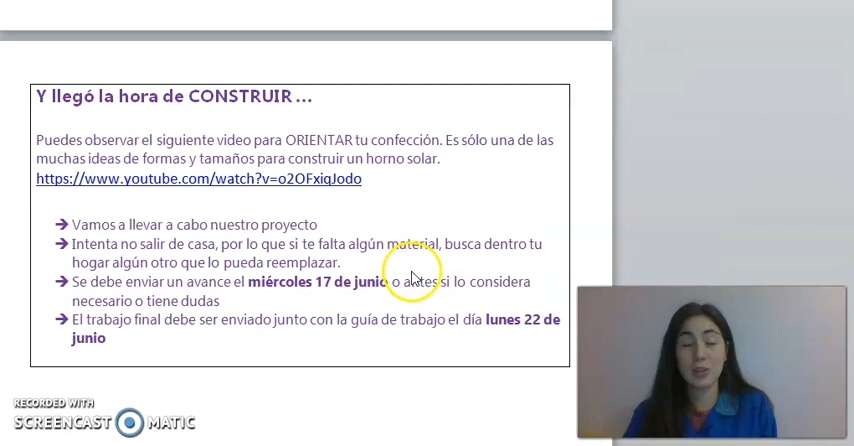 Y llegó la hora de CONSTRUIR ...
Puedes observar el siguiente video para ORIENTAR tu confección. Es sólo una de las
muchas ideas de formas y tamaños para construir un horno solar.
https://www.youtube.com/watch?v=o2OFxiqJodo
➔ Vamos a llevar a cabo nuestro proyecto
➔ Intenta no salir de casa, por lo que si te falta algún material, busca dentro tu
hogar algún otro que lo pueda reemplazar.
➔ Se debe enviar un avance el miércoles 17 de junio o antes si lo considera
necesario o tiene dudas
➔ El trabajo final debe ser enviado junto con la guía de trabajo el día lunes 22 de
junio
RECORDED WITH
SCREENCAST MATIC